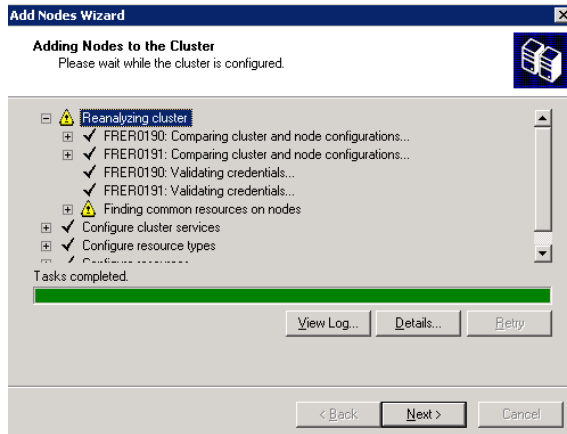 Add Nodes Wizard
Adding Nodes to the Cluster
Please wait while the cluster is configured.
Reanalyzing cluster
FRER0190: Comparing cluster and node configurations...
FRER0191: Comparing cluster and node configurations...
FRER0190: Validating credentials...
FRER0191: Validating credentials...
Finding common resources on nodes
Configure cluster services
Configure resource types
Tasks completed.
View Log... Details... Retry
< Back Next > Cancel